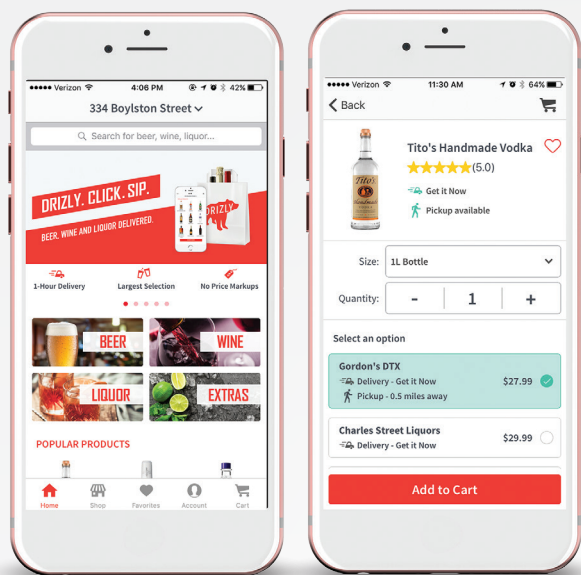 Verizon
4:06 PM
42%
334 Boylston Street
Search for beer, wine, liquor...
DRIZLY. CLICK. SIP.
BEER, WINE AND LIQUOR DELIVERED.
DRIZLY
1-Hour Delivery
Largest Selection
No Price Markups
BEER
WINE
LIQUOR
EXTRAS
POPULAR PRODUCTS
Home
Shop
Favorites
Account
Cart
Verizon
11:30 AM
64%
Back
Tito's Handmade Vodka
(5.0)
Get it Now
Pickup available
Tito's
Handmade
Size:
1L Bottle
Quantity:
-
1
+
Select an option
Gordon's DTX
Delivery - Get it Now
$27.99
Pickup - 0.5 miles away
Charles Street Liquors
Delivery - Get it Now
$29.99
Add to Cart